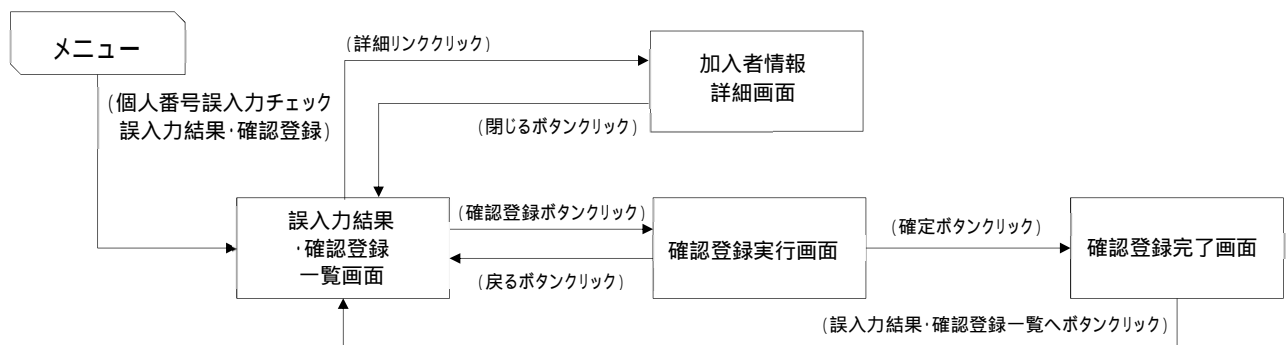 メニュー
(個人番号誤入力チェック
誤入力結果・確認登録)
(詳細リンククリック)
加入者情報
詳細画面
(閉じるボタンクリック)
誤入力結果
・確認登録
一覧画面
(確認登録ボタンクリック)
(戻るボタンクリック)
確認登録実行画面
(確定ボタンクリック)
確認登録完了画面
(誤入力結果・確認登録一覧へボタンクリック)